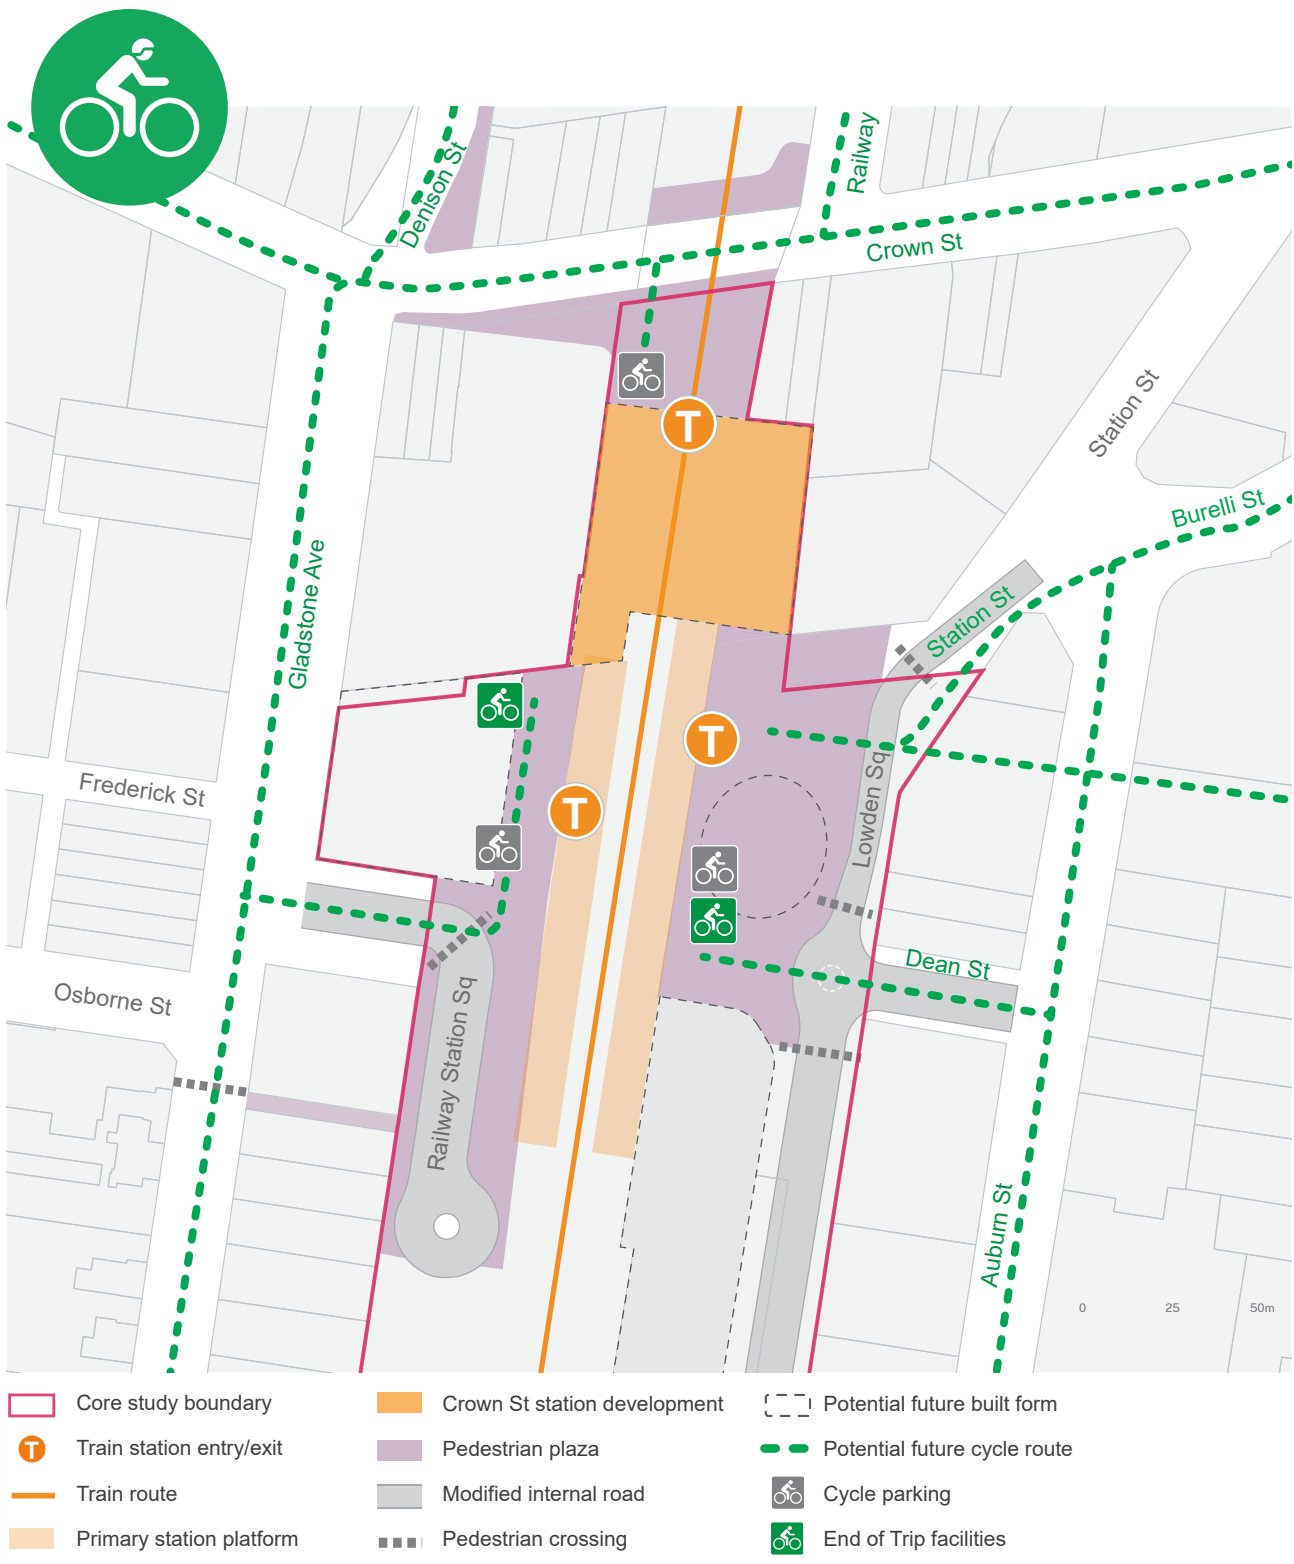 Denison St
Railway
Crown St
Station St
Burelli St
T
Gladstone Ave
Station St
T
Lowden Sq
Frederick St
T
Dean St
Osborne St
Railway Station Sq
Auburn St
0 25 50m
Core study boundary
Crown St station development
Potential future built form
T Train station entry/exit
Pedestrian plaza
Potential future cycle route
Train route
Modified internal road
Cycle parking
Primary station platform
Pedestrian crossing
End of Trip facilities